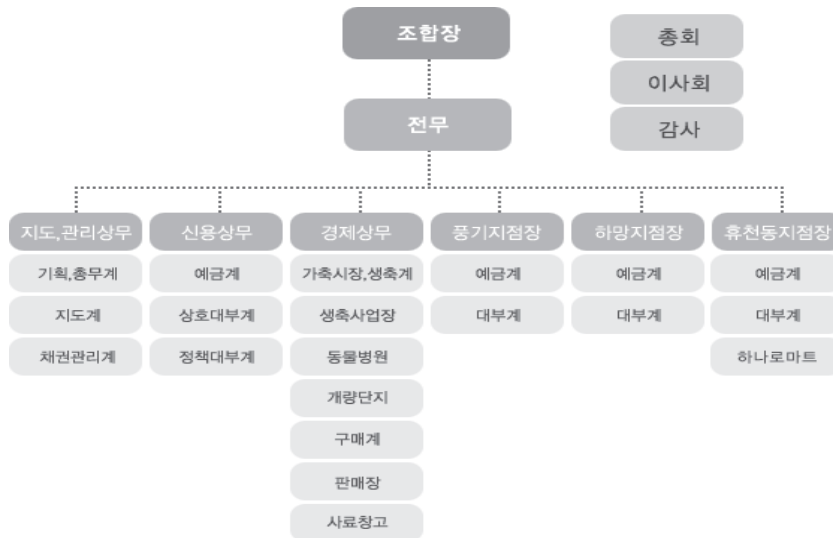 조합장
총회
이사회
감사
전무
지도,관리상무
신용상무
경제상무
풍기지점장
하망지점장
휴천동지점장
기획,총무계
예금계
가축시장,생축계
예금계
예금계
예금계
지도계
상호대부계
생축사업장
대부계
대부계
대부계
채권관리계
정책대부계
동물병원
하나로마트
개량단지
구매계
판매장
사료창고